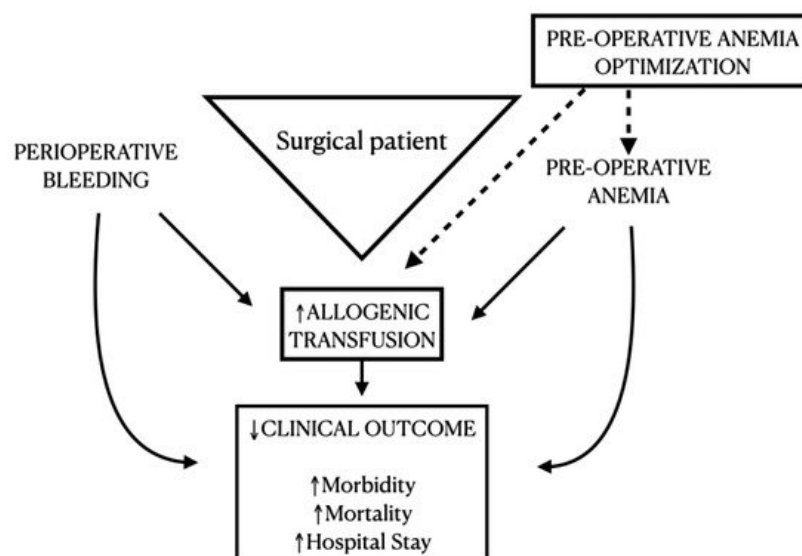 PRE-OPERATIVE ANEMIA
OPTIMIZATION
Surgical patient
PERIOPERATIVE
BLEEDING
PRE-OPERATIVE
ANEMIA
↑ALLOGENIC
TRANSFUSION
↓CLINICAL OUTCOME
↑Morbidity
↑Mortality
↑Hospital Stay